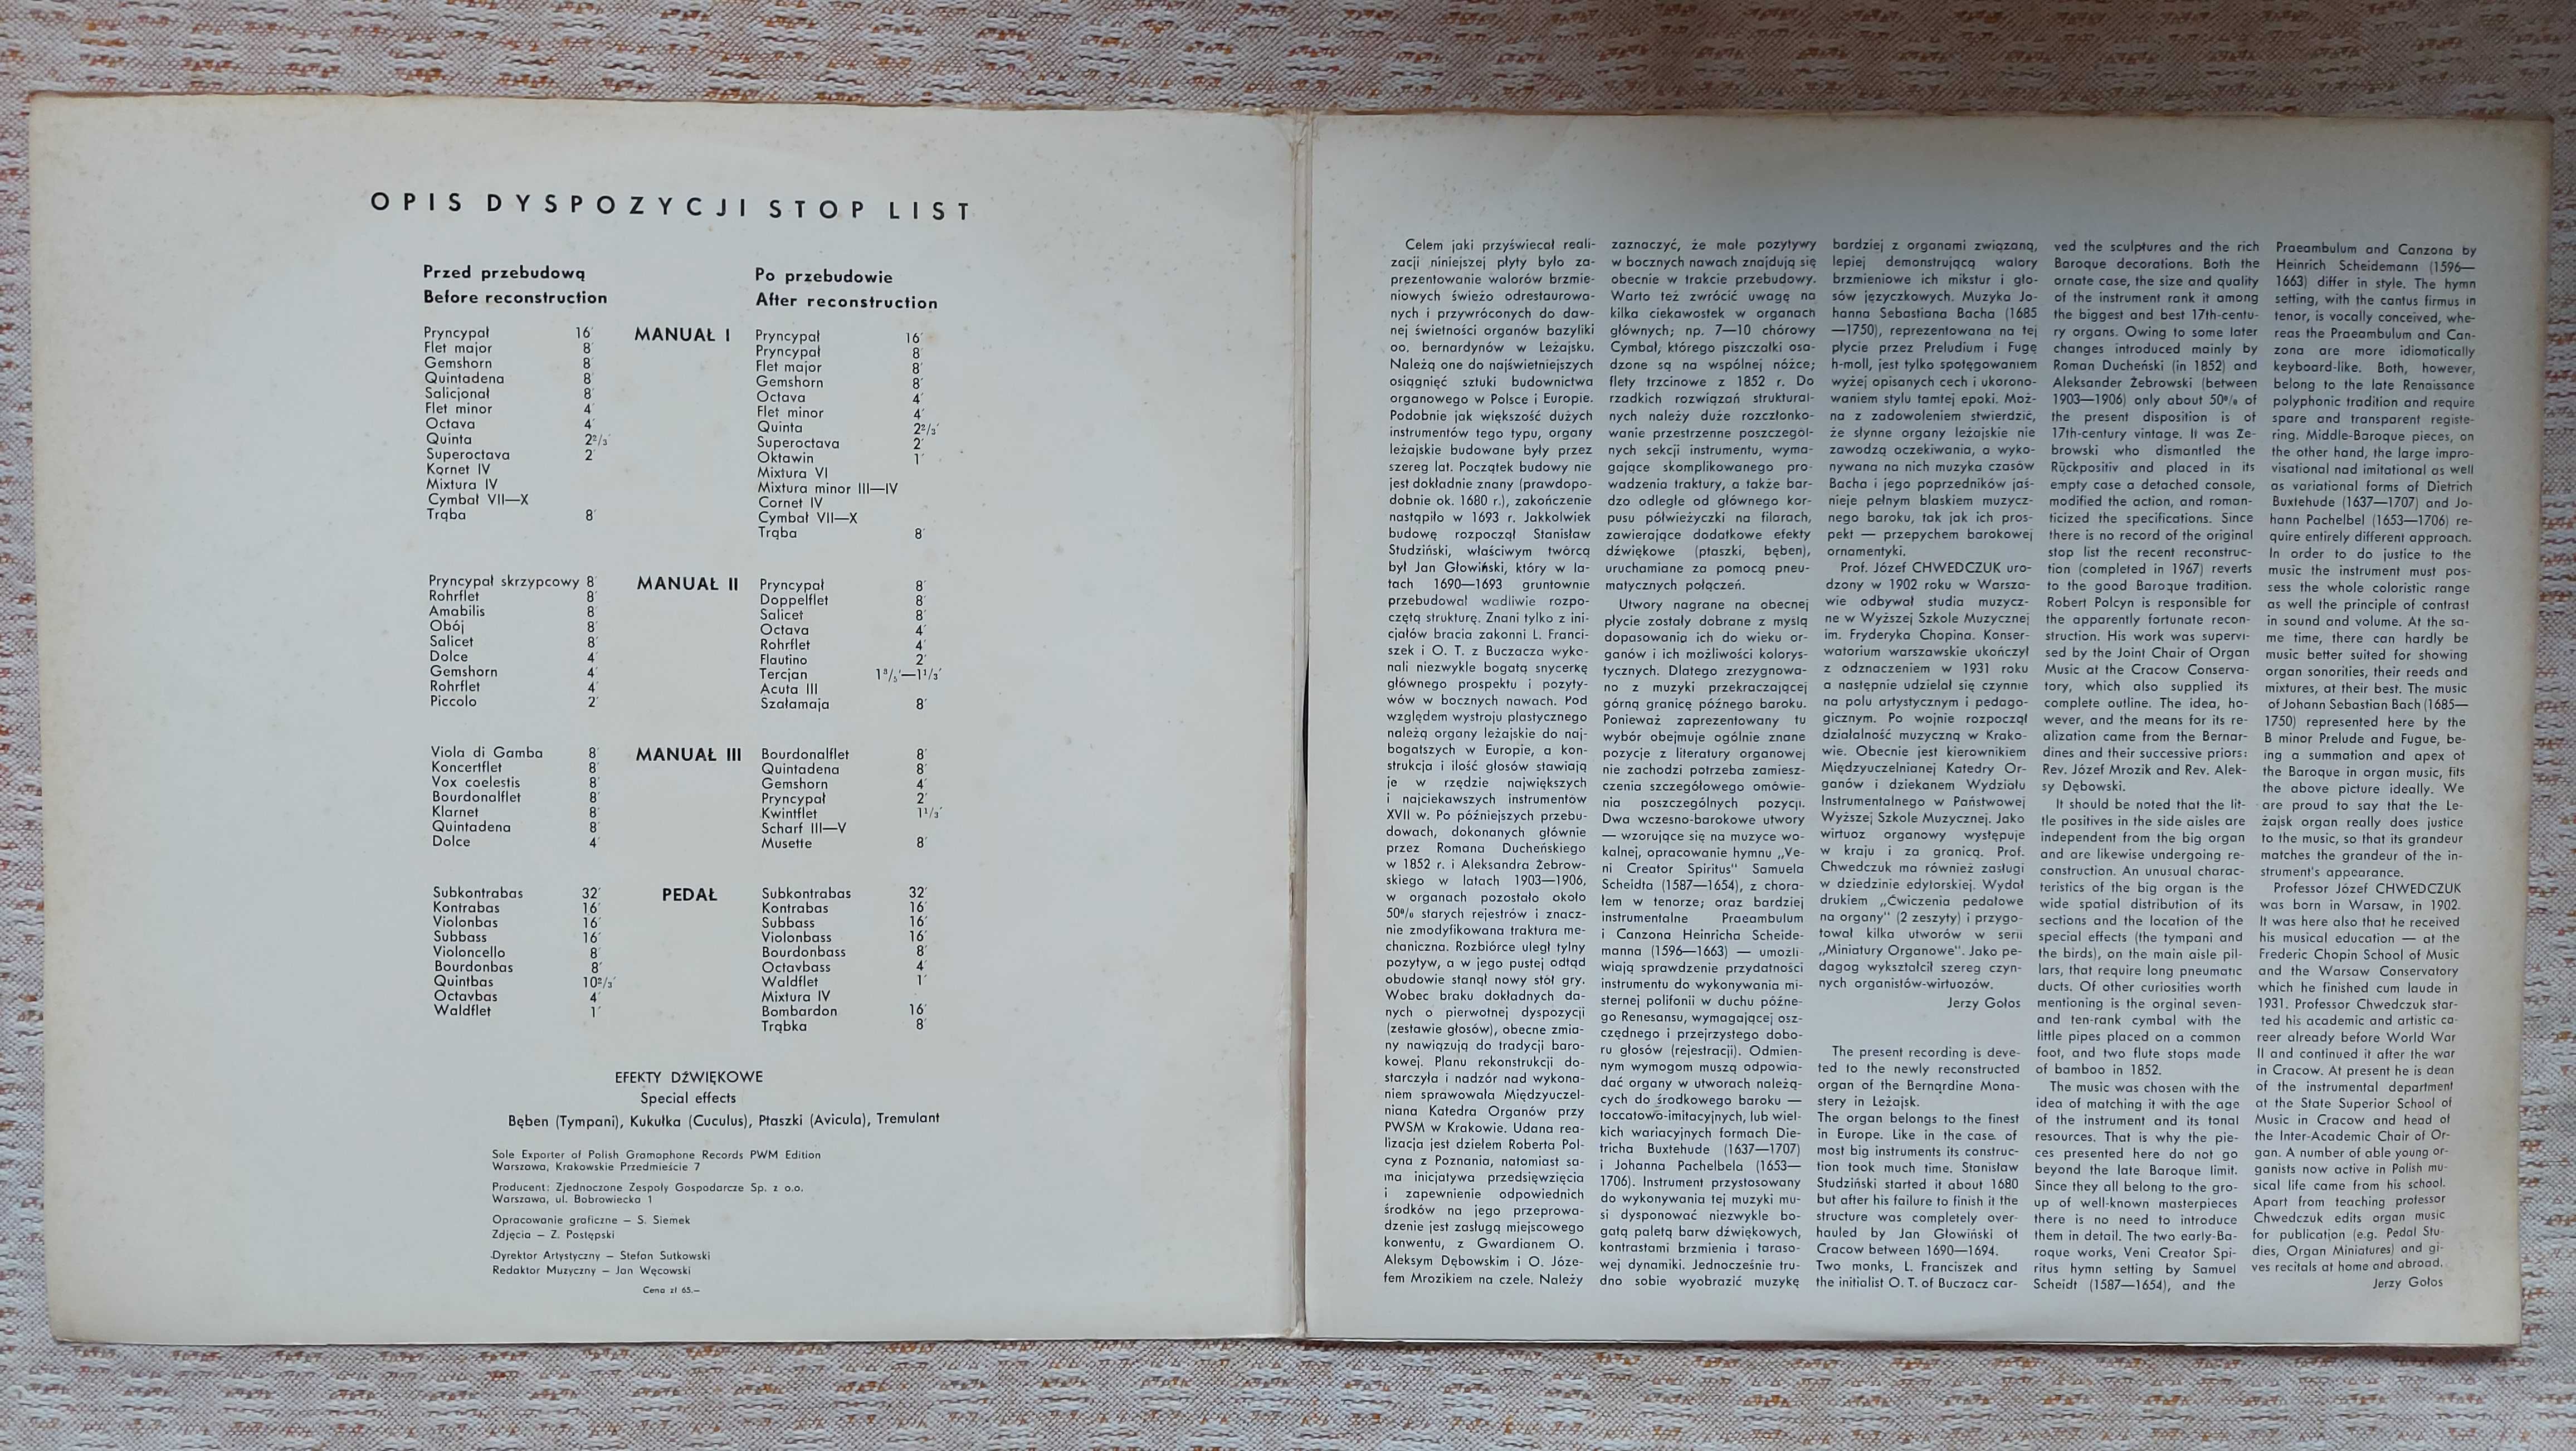 OPIS DYSPOZYCJI STOP LIST
Przed przebudową
Before reconstruction
Po przebudowie
After reconstruction
MANUAŁ I
Pryncypał 16′
Flet major 8′
Gemshorn 8′
Quintadena 8′
Salicjonał 8′
Flet minor 4′
Octava 4′
Quinta 2²/₃′
Superoctava 2′
Kornet IV
Mixtura IV
Cymbał VII—X
Trąba 8′
Pryncypał 16′
Pryncypał 8′
Flet major 8′
Gemshorn 8′
Octava 4′
Flet minor 4′
Quinta 2²/₃′
Superoctava 2′
Oktawin 1′
Mixtura VI
Mixtura minor III—IV
Cornet IV
Cymbał VII—X
Trąba 8′
MANUAŁ II
Pryncypał skrzypcowy 8′
Rohrflet 8′
Amabilis 8′
Obój 8′
Salicet 8′
Dolce 4′
Gemshorn 4′
Rohrflet 4′
Piccolo 2′
Pryncypał 8′
Doppelflet 8′
Salicet 8′
Octava 4′
Rohrflet 4′
Flautino 2′
Tercjan 1³/₅′—1¹/₃′
Acuta III
Szałamaja 8′
MANUAŁ III
Viola di Gamba 8′
Koncertflet 8′
Vox coelestis 8′
Bourdonalflet 8′
Klarnet 8′
Quintadena 8′
Dolce 4′
Bourdonalflet 8′
Quintadena 8′
Gemshorn 4′
Pryncypał 2′
Kwintflet 1¹/₃′
Scharf III—V
Musette 8′
PEDAŁ
Subkontrabas 32′
Kontrabas 16′
Violonbas 16′
Subbass 16′
Violoncello 8′
Bourdonbas 8′
Quintbas 10²/₃′
Octavbas 4′
Waldflet 1′
Subkontrabas 32′
Kontrabas 16′
Subbass 16′
Violonbass 16′
Bourdonbass 8′
Octavbass 4′
Waldflet 1′
Mixtura IV
Bombardon 16′
Trąbka 8′
EFEKTY DŹWIĘKOWE
Special effects
Bęben (Tympani), Kukułka (Cuculus), Ptaszki (Avicula), Tremulant
Sole Exporter of Polish Gramophone Records PWM Edition
Warszawa, Krakowskie Przedmieście 7
Producent: Zjednoczone Zespoły Gospodarcze Sp. z o.o.
Warszawa, ul. Bobrowiecka 1
Opracowanie graficzne – S. Siemek
Zdjęcia – Z. Postępski
Dyrektor Artystyczny – Stefan Sutkowski
Redaktor Muzyczny – Jan Węcowski
Cena zł 65.–
Celem jaki przyświecał reali-
zacji niniejszej płyty było za-
prezentowanie walorów brzmie-
niowych świeżo odrestaurowa-
nych i przywróconych do daw-
nej świetności organów bazyliki
oo. bernardynów w Leżajsku.
Należą one do najświetniejszych
osiągnięć sztuki budownictwa
organowego w Polsce i Europie.
Podobnie jak większość dużych
instrumentów tego typu, organy
leżajskie budowane były przez
szereg lat. Początek budowy nie
jest dokładnie znany (prawdopo-
dobnie ok. 1680 r.), zakończenie
nastąpiło w 1693 r. Jakkolwiek
budowę rozpoczął Stanisław
Studziński, właściwym twórcą
był Jan Głowiński, który w la-
tach 1690—1693 gruntownie
przebudował wadliwie rozpo-
czętą strukturę. Znani tylko z ini-
cjałów bracia zakonni L. Franci-
szek i O. T. z Buczacza wyko-
nali niezwykle bogatą snycerkę
głównego prospektu i pozyty-
wów w bocznych nawach. Pod
względem wystroju plastycznego
należą organy leżajskie do naj-
bogatszych w Europie, a kon-
strukcja i ilość głosów stawiają
je w rzędzie największych
i najciekawszych instrumentów
XVII w. Po późniejszych przebu-
dowach, dokonanych głównie
przez Romana Ducheńskiego
w 1852 r. i Aleksandra Żebrow-
skiego w latach 1903—1906,
w organach pozostało około
50% starych rejestrów i znacz-
nie zmodyfikowana traktura me-
chaniczna. Rozbiórce uległ tylny
pozytyw, a w jego pustej odtąd
obudowie stanął nowy stół gry.
Wobec braku dokładnych da-
nych o pierwotnej dyspozycji
(zestawie głosów), obecne zmia-
ny nawiązują do tradycji baro-
kowej. Planu rekonstrukcji do-
starczyła i nadzór nad wykona-
niem sprawowała Międzyuczel-
niana Katedra Organów przy
PWSM w Krakowie. Udana rea-
lizacja jest dziełem Roberta Pol-
cyna z Poznania, natomiast sa-
ma inicjatywa przedsięwzięcia
i zapewnienie odpowiednich
środków na jego przeprowa-
dzenie jest zasługą miejscowego
konwentu, z Gwardianem O.
Aleksym Dębowskim i O. Józe-
fem Mrozikiem na czele. Należy
zaznaczyć, że małe pozytywy
w bocznych nawach znajdują się
obecnie w trakcie przebudowy.
Warto też zwrócić uwagę na
kilka ciekawostek w organach
głównych; np. 7—10 chórowy
Cymbał, którego piszczałki osa-
dzone są na wspólnej nóżce;
flety trzcinowe z 1852 r. Do
rzadkich rozwiązań struktural-
nych należy duże rozczłonko-
wanie przestrzenne poszczegól-
nych sekcji instrumentu, wyma-
gające skomplikowanego pro-
wadzenia traktury, a także bar-
dzo odległe od głównego kor-
pusu półwieżyczki na filarach,
zawierające dodatkowe efekty
dźwiękowe (ptaszki, bęben),
uruchamiane za pomocą pneu-
matycznych połączeń.
Utwory nagrane na obecnej
płycie zostały dobrane z myślą
dopasowania ich do wieku or-
ganów i ich możliwości kolorys-
tycznych. Dlatego zrezygnowa-
no z muzyki przekraczającej
górną granicę późnego baroku.
Ponieważ zaprezentowany tu
wybór obejmuje ogólnie znane
pozycje z literatury organowej
nie zachodzi potrzeba zamiesz-
czenia szczegółowego omówie-
nia poszczególnych pozycji.
Dwa wczesno-barokowe utwory
— wzorujące się na muzyce wo-
kalnej, opracowanie hymnu „Ve-
ni Creator Spiritus" Samuela
Scheidta (1587—1654), z chora-
łem w tenorze; oraz bardziej
instrumentalne Praeambulum
i Canzona Heinricha Scheide-
manna (1596—1663) — umożli-
wiają sprawdzenie przydatności
instrumentu do wykonywania mi-
sternej polifonii w duchu późne-
go Renesansu, wymagającej osz-
czędnego i przejrzystego dobo-
ru głosów (rejestracji). Odmien-
nym wymogom muszą odpowia-
dać organy w utworach należą-
cych do środkowego baroku —
toccatowo-imitacyjnych, lub wiel-
kich wariacyjnych formach Die-
tricha Buxtehude (1637—1707)
i Johanna Pachelbela (1653—
1706). Instrument przystosowany
do wykonywania tej muzyki mu-
si dysponować niezwykle bo-
gatą paletą barw dźwiękowych,
kontrastami brzmienia i taraso-
wej dynamiki. Jednocześnie tru-
dno sobie wyobrazić muzykę
bardziej z organami związaną,
lepiej demonstrującą walory
brzmieniowe ich mikstur i gło-
sów języczkowych. Muzyka Jo-
hanna Sebastiana Bacha (1685
—1750), reprezentowana na tej
płycie przez Preludium i Fugę
h-moll, jest tylko spotęgowaniem
wyżej opisanych cech i ukorono-
waniem stylu tamtej epoki. Moż-
na z zadowoleniem stwierdzić,
że słynne organy leżajskie nie
zawodzą oczekiwania, a wyko-
nywana na nich muzyka czasów
Bacha i jego poprzedników jaś-
nieje pełnym blaskiem muzycz-
nego baroku, tak jak ich pros-
pekt — przepychem barokowej
ornamentyki.
Prof. Józef CHWEDCZUK uro-
dzony w 1902 roku w Warsza-
wie odbywał studia muzycz-
ne w Wyższej Szkole Muzycznej
im. Fryderyka Chopina. Konser-
watorium warszawskie ukończył
z odznaczeniem w 1931 roku
a następnie udzielał się czynnie
na polu artystycznym i pedago-
gicznym. Po wojnie rozpoczął
działalność muzyczną w Krako-
wie. Obecnie jest kierownikiem
Międzyuczelnianej Katedry Or-
ganów i dziekanem Wydziału
Instrumentalnego w Państwowej
Wyższej Szkole Muzycznej. Jako
wirtuoz organowy występuje
w kraju i za granicą. Prof.
Chwedczuk ma również zasługi
w dziedzinie edytorskiej. Wydał
drukiem „Ćwiczenia pedałowe
na organy" (2 zeszyty) i przygo-
tował kilka utworów w serii
„Miniatury Organowe". Jako pe-
dagog wykształcił szereg czyn-
nych organistów-wirtuozów.
Jerzy Gołos
The present recording is deve-
ted to the newly reconstructed
organ of the Bernardine Mona-
stery in Leżajsk.
The organ belongs to the finest
in Europe. Like in the case of
most big instruments its construc-
tion took much time. Stanisław
Studziński started it about 1680
but after his failure to finish it the
structure was completely over-
hauled by Jan Głowiński of
Cracow between 1690—1694.
Two monks, L. Franciszek and
the initialist O. T. of Buczacz car-
ved the sculptures and the rich
Baroque decorations. Both the
ornate case, the size and quality
of the instrument rank it among
the biggest and best 17th-centu-
ry organs. Owing to some later
changes introduced mainly by
Roman Ducheński (in 1852) and
Aleksander Żebrowski (between
1903—1906) only about 50% of
the present disposition is of
17th-century vintage. It was Ze-
browski who dismantled the
Rückpositiv and placed in its
empty case a detached console,
modified the action, and roman-
ticized the specifications. Since
there is no record of the original
stop list the recent reconstruc-
tion (completed in 1967) reverts
to the good Baroque tradition.
Robert Polcyn is responsible for
the apparently fortunate recon-
struction. His work was supervi-
sed by the Joint Chair of Organ
Music at the Cracow Conserva-
tory, which also supplied its
complete outline. The idea, ho-
wever, and the means for its re-
alization came from the Bernar-
dines and their successive priors:
Rev. Józef Mrozik and Rev. Alek-
sy Dębowski.
It should be noted that the lit-
tle positives in the side aisles are
independent from the big organ
and are likewise undergoing re-
construction. An unusual charac-
teristics of the big organ is the
wide spatial distribution of its
sections and the location of the
special effects (the tympani and
the birds), on the main aisle pil-
lars, that require long pneumatic
ducts. Of other curiosities worth
mentioning is the orginal seven-
and ten-rank cymbal with the
little pipes placed on a common
foot, and two flute stops made
of bamboo in 1852.
The music was chosen with the
idea of matching it with the age
of the instrument and its tonal
resources. That is why the pie-
ces presented here do not go
beyond the late Baroque limit.
Since they all belong to the gro-
up of well-known masterpieces
there is no need to introduce
them in detail. The two early-Ba-
roque works, Veni Creator Spi-
ritus hymn setting by Samuel
Scheidt (1587—1654), and the
Praeambulum and Canzona by
Heinrich Scheidemann (1596—
1663) differ in style. The hymn
setting, with the cantus firmus in
tenor, is vocally conceived, whe-
reas the Praeambulum and Can-
zona are more idiomatically
keyboard-like. Both, however,
belong to the late Renaissance
polyphonic tradition and require
spare and transparent registe-
ring. Middle-Baroque pieces, on
the other hand, the large impro-
visational nad imitational as well
as variational forms of Dietrich
Buxtehude (1637—1707) and Jo-
hann Pachelbel (1653—1706) re-
quire entirely different approach.
In order to do justice to the
music the instrument must pos-
sess the whole coloristic range
as well the principle of contrast
in sound and volume. At the sa-
me time, there can hardly be
music better suited for showing
organ sonorities, their reeds and
mixtures, at their best. The music
of Johann Sebastian Bach (1685—
1750) represented here by the
B minor Prelude and Fugue, be-
ing a summation and apex of
the Baroque in organ music, fits
the above picture ideally. We
are proud to say that the Le-
żajsk organ really does justice
to the music, so that its grandeur
matches the grandeur of the in-
strument's appearance.
Professor Józef CHWEDCZUK
was born in Warsaw, in 1902.
It was here also that he received
his musical education — at the
Frederic Chopin School of Music
and the Warsaw Conservatory
which he finished cum laude in
1931. Professor Chwedczuk star-
ted his academic and artistic ca-
reer already before World War
II and continued it after the war
in Cracow. At present he is dean
of the instrumental department
at the State Superior School of
Music in Cracow and head of
the Inter-Academic Chair of Or-
gan. A number of able young or-
ganists now active in Polish mu-
sical life came from his school.
Apart from teaching professor
Chwedczuk edits organ music
for publication (e.g. Pedal Stu-
dies, Organ Miniatures) and gi-
ves recitals at home and abroad.
Jerzy Gołos